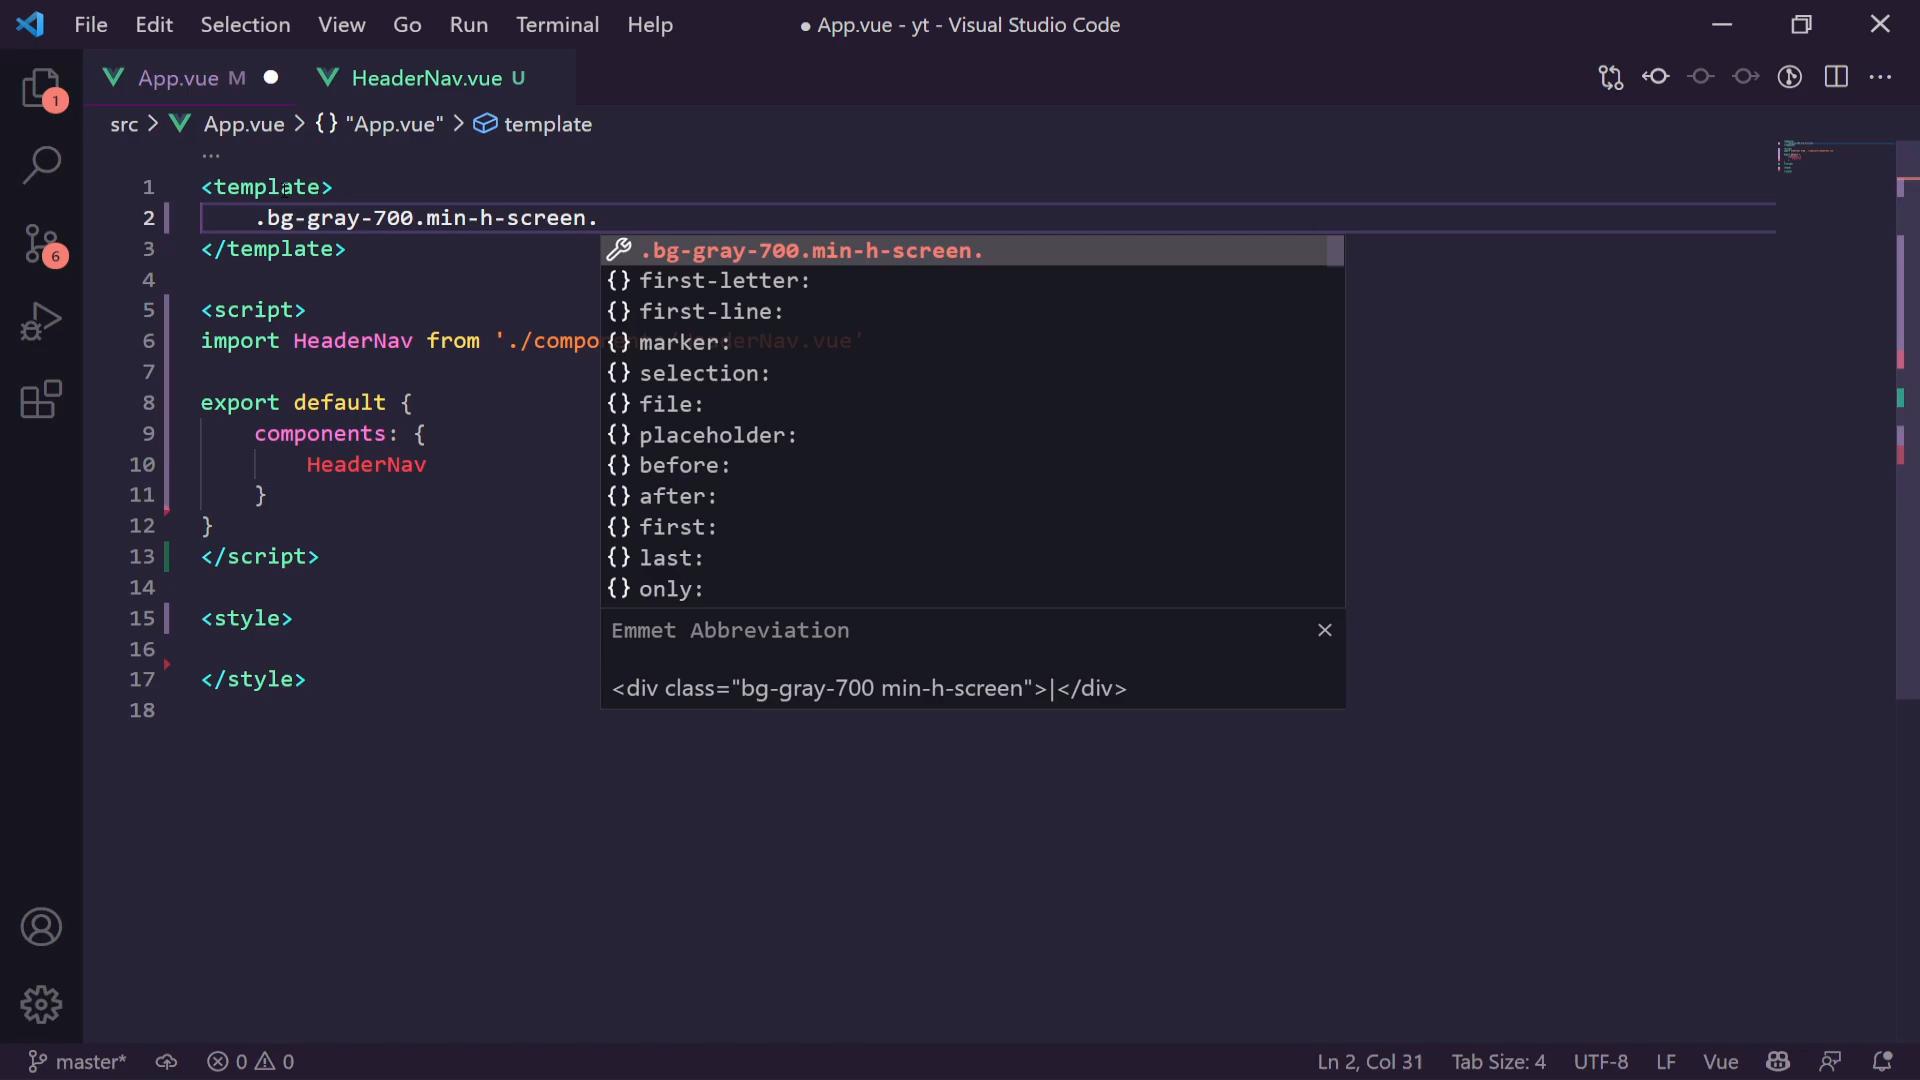 File Edit Selection View Go Run Terminal Help ● App.vue - yt - Visual Studio Code
App.vue M ● HeaderNav.vue U
src > App.vue > {} "App.vue" > template
...
1 <template>
2 .bg-gray-700.min-h-screen.
3 </template>
4
5 <script>
6 import HeaderNav from './compo
7
8 export default {
9 components: {
10 HeaderNav
11 }
12 }
13 </script>
14
15 <style>
16
17 </style>
18
.bg-gray-700.min-h-screen.
{} first-letter:
{} first-line:
{} marker:
{} selection:
{} file:
{} placeholder:
{} before:
{} after:
{} first:
{} last:
{} only:
Emmet Abbreviation
<div class="bg-gray-700 min-h-screen">|</div>
1
6
master* 0 0 Ln 2, Col 31 Tab Size: 4 UTF-8 LF Vue